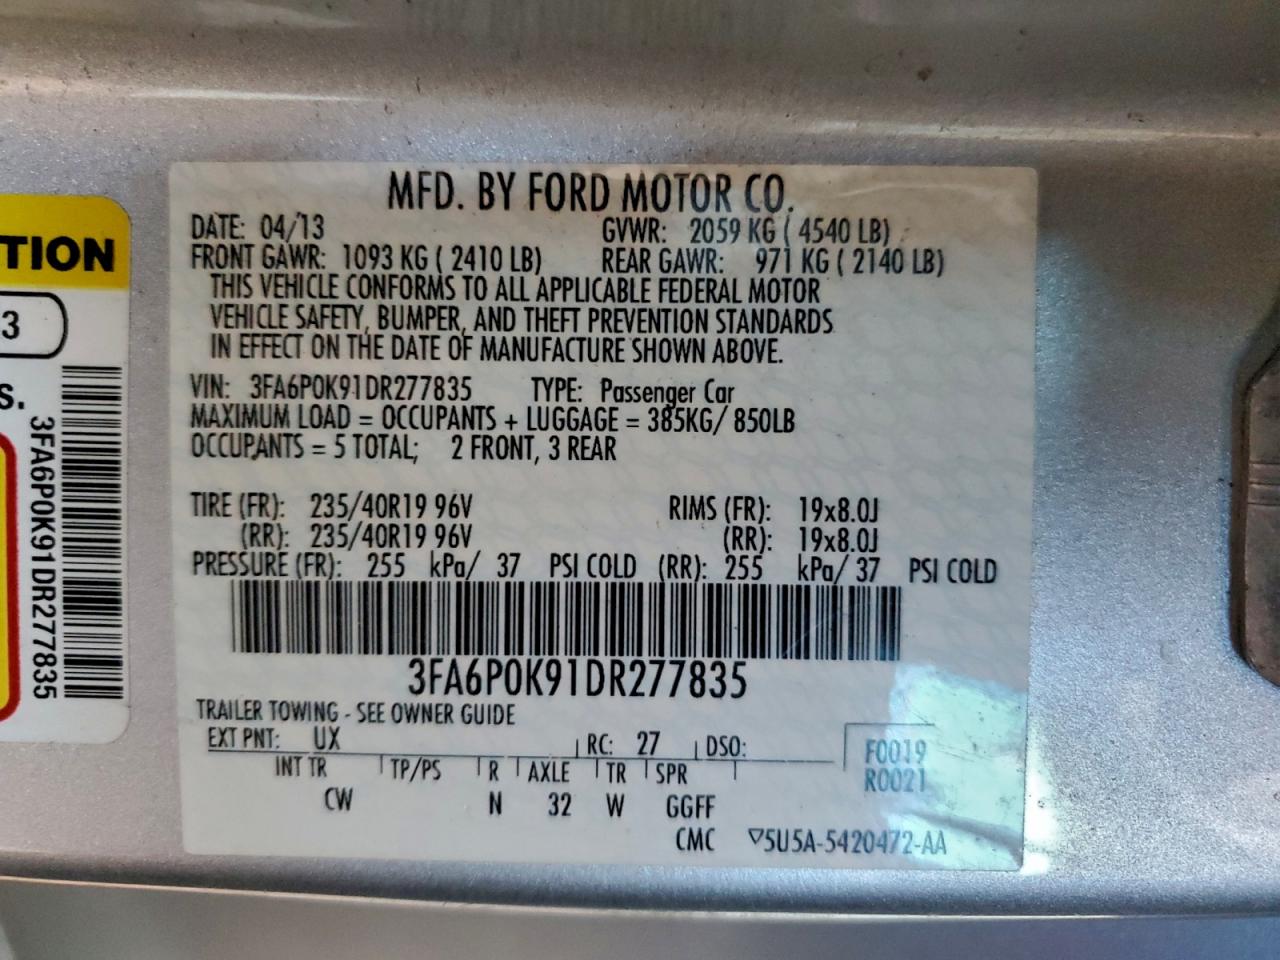 MFD. BY FORD MOTOR CO.
DATE: 04/13 GVWR: 2059 KG ( 4540 LB)
FRONT GAWR: 1093 KG ( 2410 LB) REAR GAWR: 971 KG ( 2140 LB)
THIS VEHICLE CONFORMS TO ALL APPLICABLE FEDERAL MOTOR
VEHICLE SAFETY, BUMPER, AND THEFT PREVENTION STANDARDS
IN EFFECT ON THE DATE OF MANUFACTURE SHOWN ABOVE.
VIN: 3FA6P0K91DR277835 TYPE: Passenger Car
MAXIMUM LOAD = OCCUPANTS + LUGGAGE = 385KG/ 850LB
OCCUPANTS = 5 TOTAL; 2 FRONT, 3 REAR
TIRE (FR): 235/40R19 96V RIMS (FR): 19x8.0J
(RR): 235/40R19 96V (RR): 19x8.0J
PRESSURE (FR): 255 kPa/ 37 PSI COLD (RR): 255 kPa/ 37 PSI COLD
3FA6P0K91DR277835
TRAILER TOWING - SEE OWNER GUIDE
EXT PNT: UX RC: 27 DSO: F0019
R0021
INT TR TP/PS R AXLE TR SPR
CW N 32 W GGFF
CMC ▽5U5A-5420472-AA
TION
3
S.
3FA6P0K91DR277835